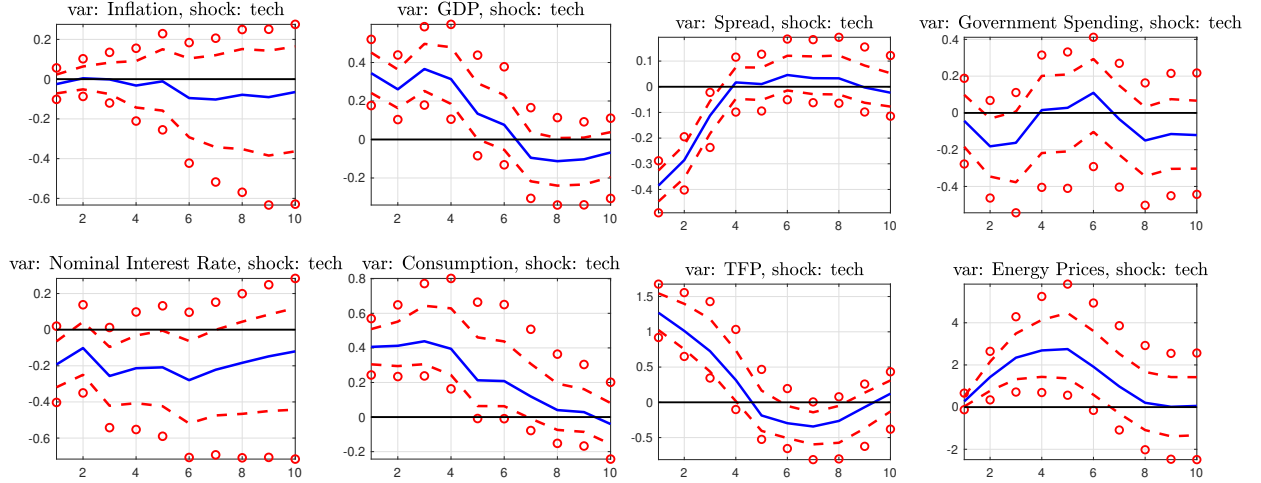 var: Inflation, shock: tech
0.2
0
-0.2
-0.4
-0.6
2 4 6 8 10
var: GDP, shock: tech
0.6
0.4
0.2
0
-0.2
2 4 6 8 10
var: Spread, shock: tech
0.1
0
-0.1
-0.2
-0.3
-0.4
2 4 6 8 10
var: Government Spending, shock: tech
0.4
0.2
0
-0.2
-0.4
2 4 6 8 10
var: Nominal Interest Rate, shock: tech
0.2
0
-0.2
-0.4
-0.6
2 4 6 8 10
var: Consumption, shock: tech
0.8
0.6
0.4
0.2
0
-0.2
2 4 6 8 10
var: TFP, shock: tech
1.5
1
0.5
0
-0.5
2 4 6 8 10
var: Energy Prices, shock: tech
4
2
0
-2
2 4 6 8 10